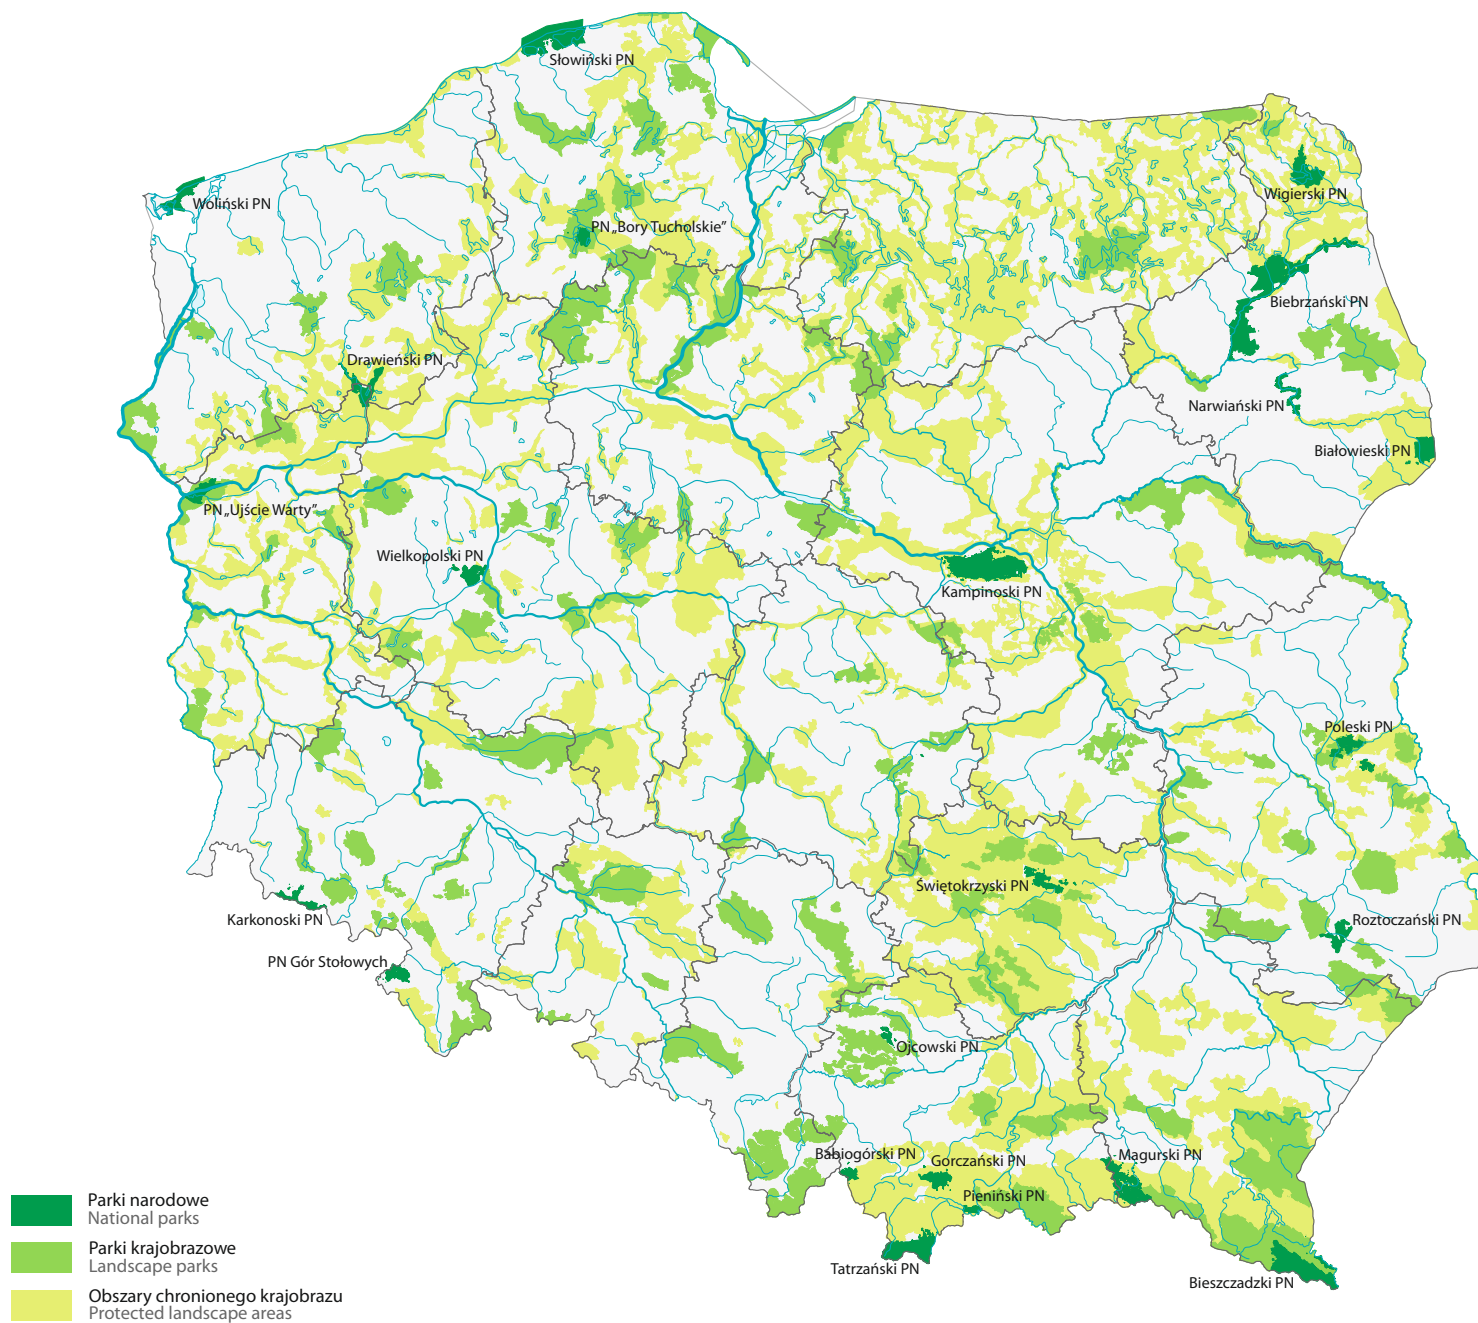 Słowiński PN
Wigierski PN
Woliński PN
PN „Bory Tucholskie”
Biebrzański PN
Drawieński PN
Narwiański PN
Białowieski PN
PN „Ujście Warty”
Wielkopolski PN
Kampinoski PN
Poleski PN
Świętokrzyski PN
Karkonoski PN
Roztoczański PN
PN Gór Stołowych
Ojcowski PN
Babiogórski PN
Gorczański PN
Magurski PN
Pieniński PN
Tatrzański PN
Bieszczadzki PN
Parki narodowe
National parks
Parki krajobrazowe
Landscape parks
Obszary chronionego krajobrazu
Protected landscape areas